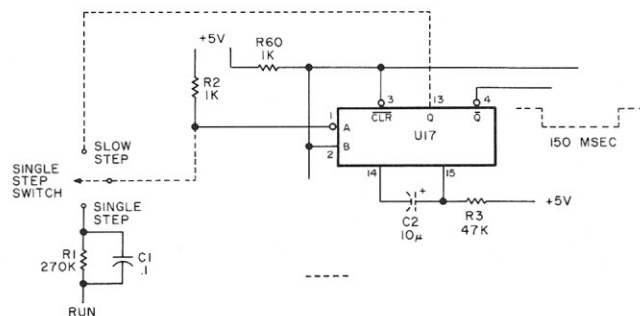 +5V
R60
1K
R2
1K
3
13
4
1
A
CLR
Q
Q̅
U17
B
2
150 MSEC
SLOW
STEP
SINGLE
STEP
SWITCH
14
15
+
C2
10μ
R3
47K
+5V
SINGLE
STEP
R1
270K
C1
.1
RUN